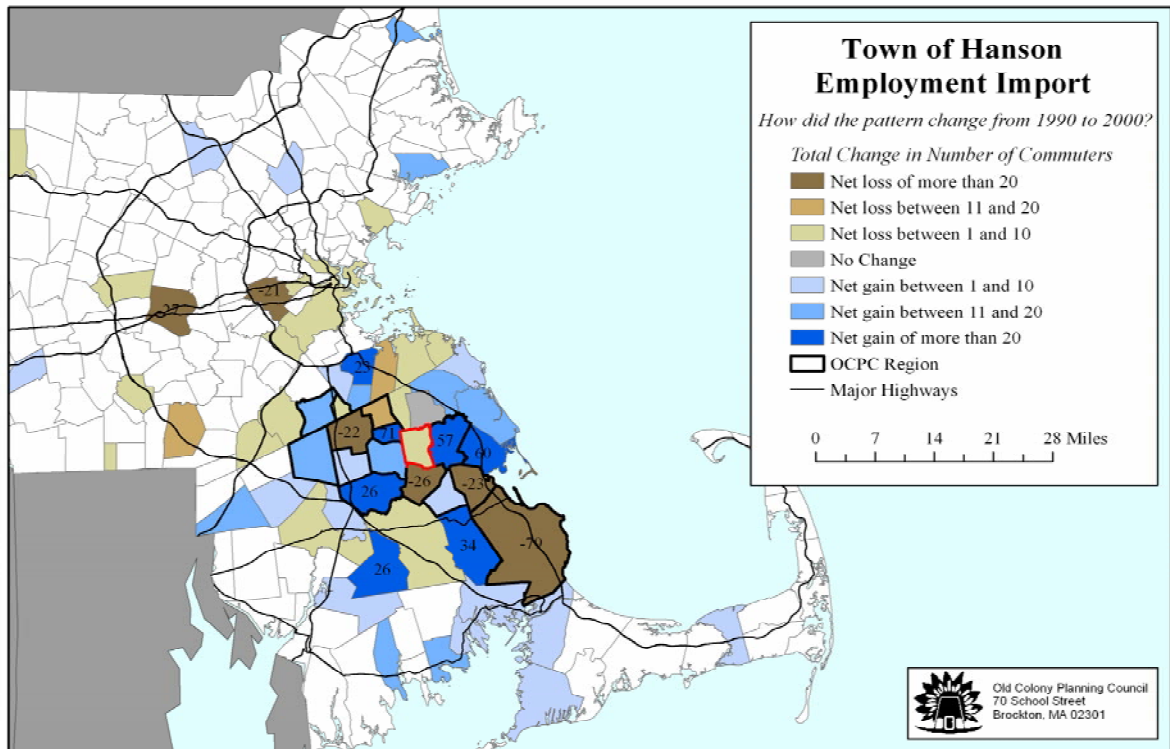 Town of Hanson
Employment Import
How did the pattern change from 1990 to 2000?
Total Change in Number of Commuters
Net loss of more than 20
Net loss between 11 and 20
Net loss between 1 and 10
No Change
Net gain between 1 and 10
Net gain between 11 and 20
Net gain of more than 20
OCPC Region
Major Highways
0 7 14 21 28 Miles
-21
-27
-22
71
57
60
26
-26
-23
34
26
Old Colony Planning Council
70 School Street
Brockton, MA 02301